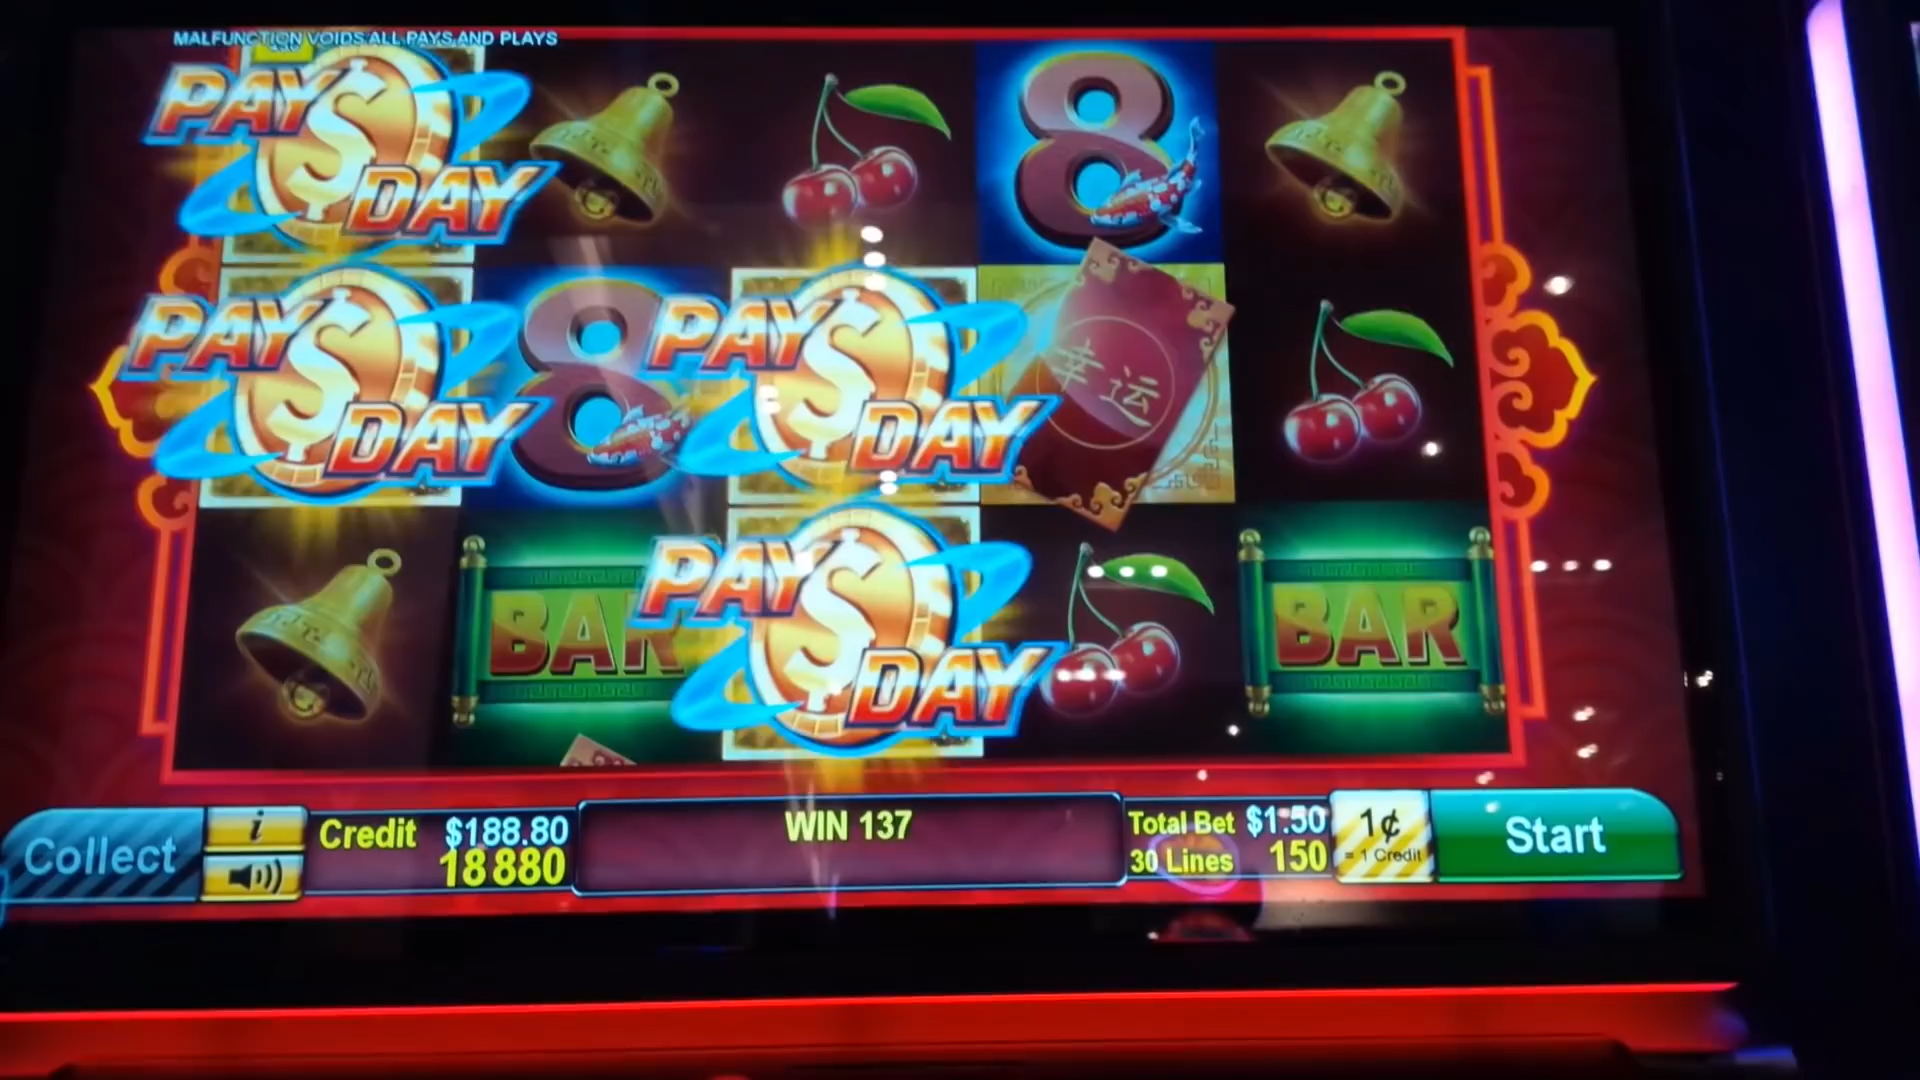 MALFUNCTION VOIDS ALL PAYS AND PLAYS
PAY
DAY
8
PAY
DAY
8
PAY
DAY
幸运
BAR
PAY
DAY
BAR
Collect
i
Credit $188.80
18880
WIN 137
Total Bet $1.50
30 Lines 150
1¢
= 1 Credit
Start